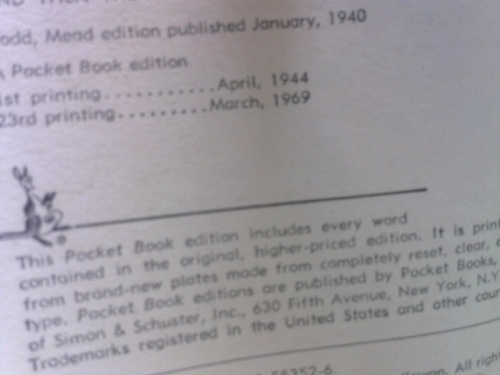 Mead edition published January, 1940
A Pocket Book edition
1st printing...........April, 1944
23rd printing.........March, 1969
This Pocket Book edition includes every word
contained in the original, higher-priced edition. It is
from brand-new plates made from completely reset, clear,
type. Pocket Book editions are published by Pocket Books,
of Simon & Schuster, Inc., 630 Fifth Avenue, New York, N.Y.
Trademarks registered in the United States and other
All